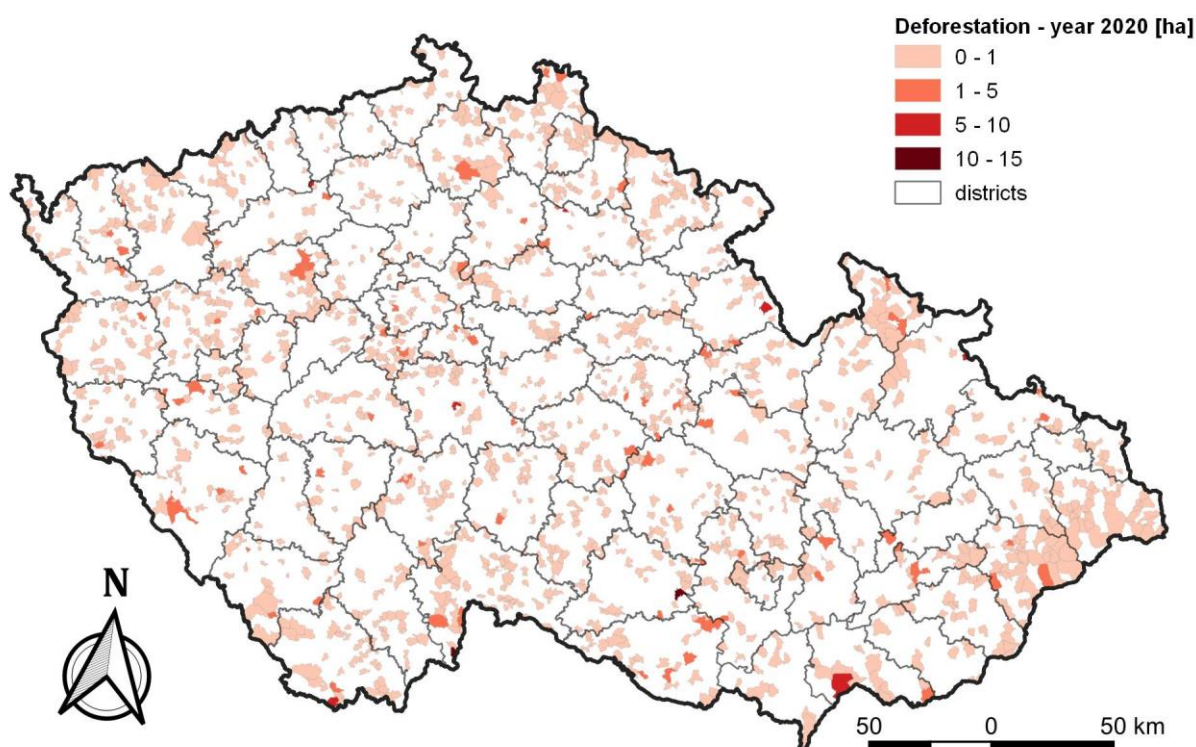 Deforestation - year 2020 [ha]
0 - 1
1 - 5
5 - 10
10 - 15
districts
N
50 0 50 km